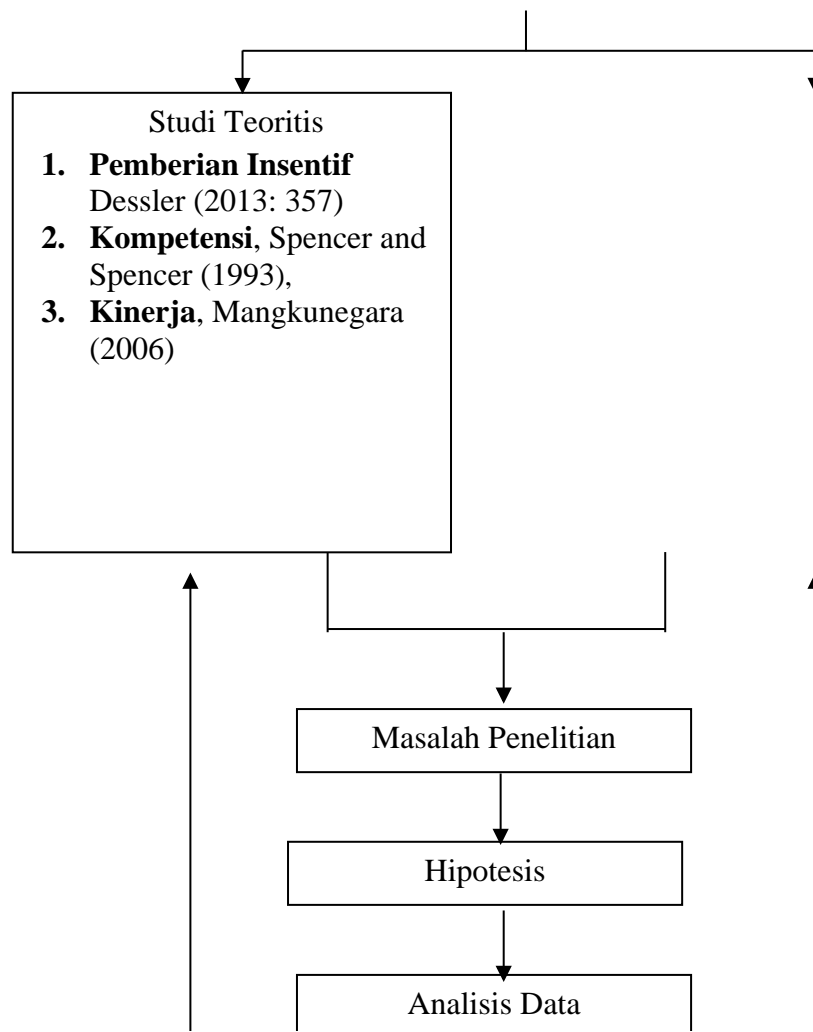 Studi Teoritis
1. Pemberian Insentif
Dessler (2013: 357)
2. Kompetensi, Spencer and
Spencer (1993),
3. Kinerja, Mangkunegara
(2006)
Masalah Penelitian
Hipotesis
Analisis Data